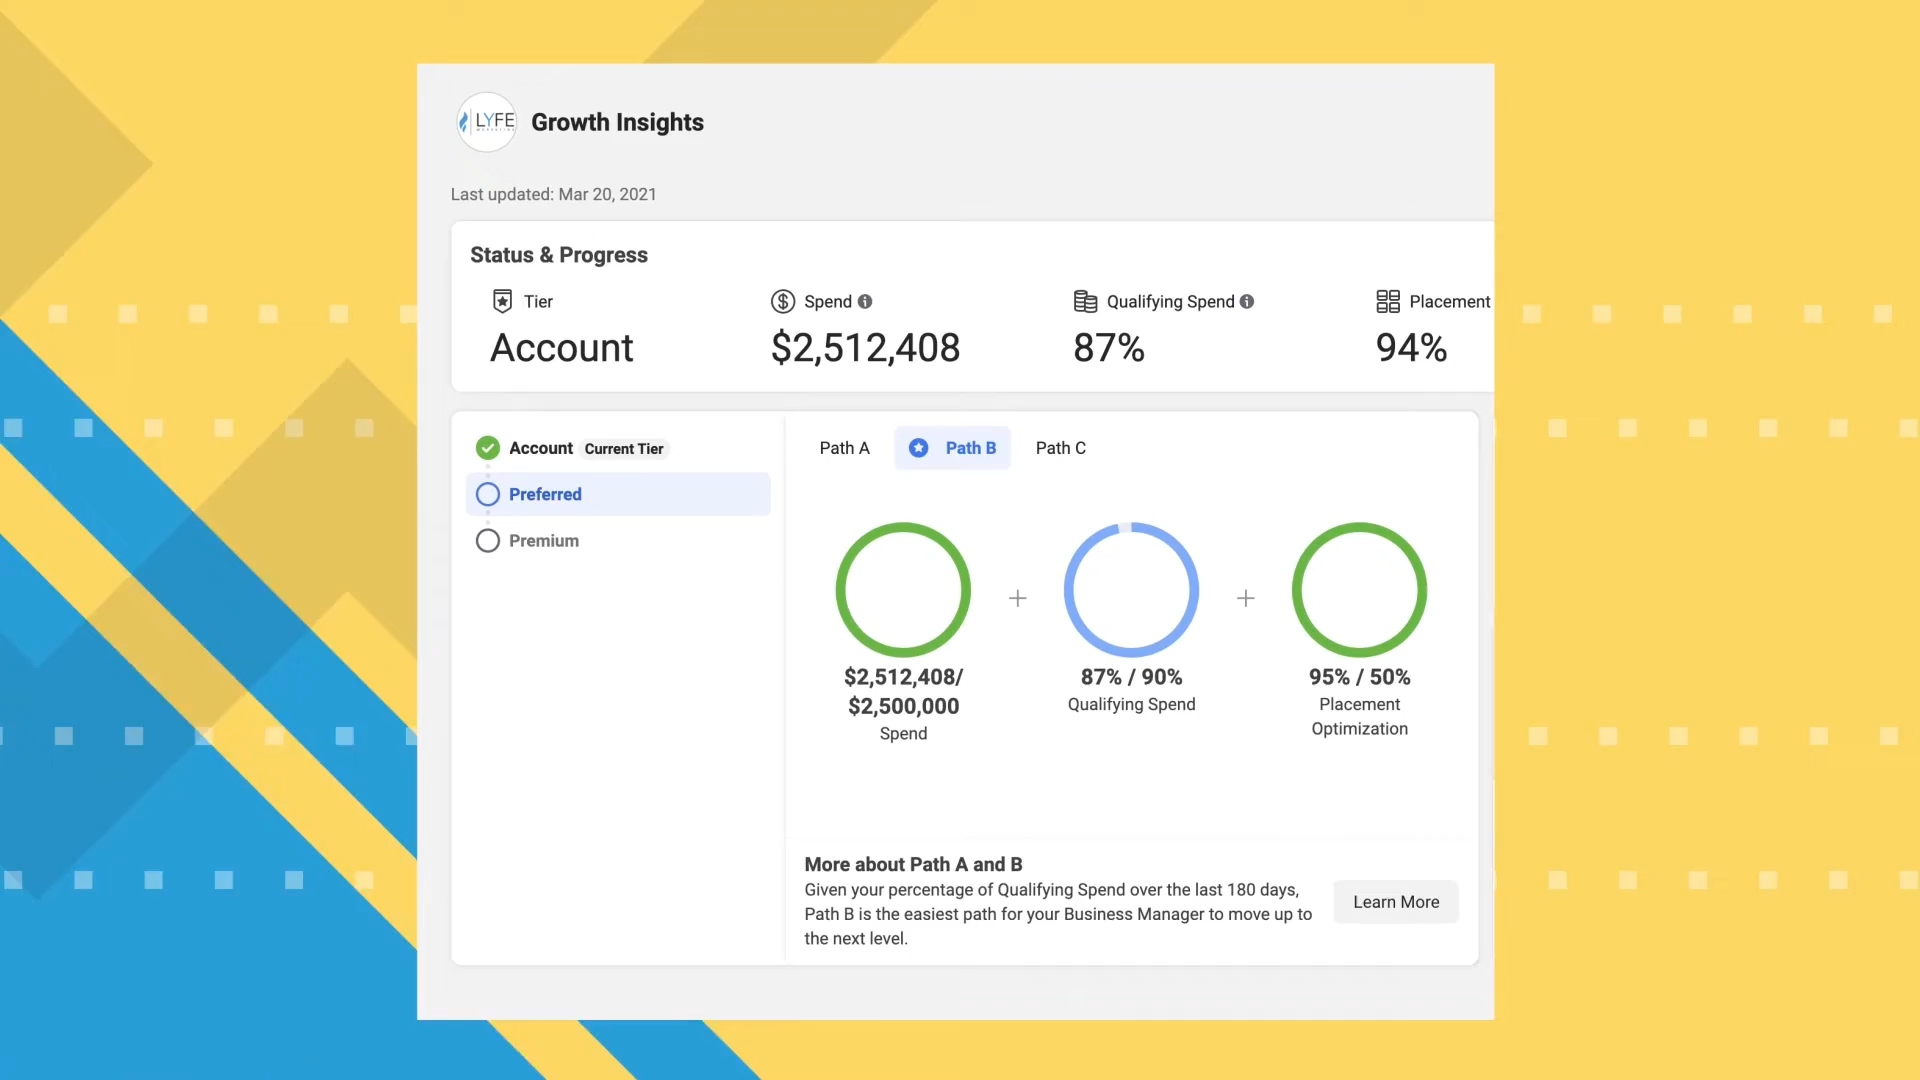 LYFE
Growth Insights
Last updated: Mar 20, 2021
Status & Progress
Tier
Account
Spend
$2,512,408
Qualifying Spend
87%
Placement
94%
Account Current Tier
Preferred
Premium
Path A
Path B
Path C
$2,512,408/
$2,500,000
Spend
+
87% / 90%
Qualifying Spend
+
95% / 50%
Placement
Optimization
More about Path A and B
Given your percentage of Qualifying Spend over the last 180 days,
Path B is the easiest path for your Business Manager to move up to
the next level.
Learn More